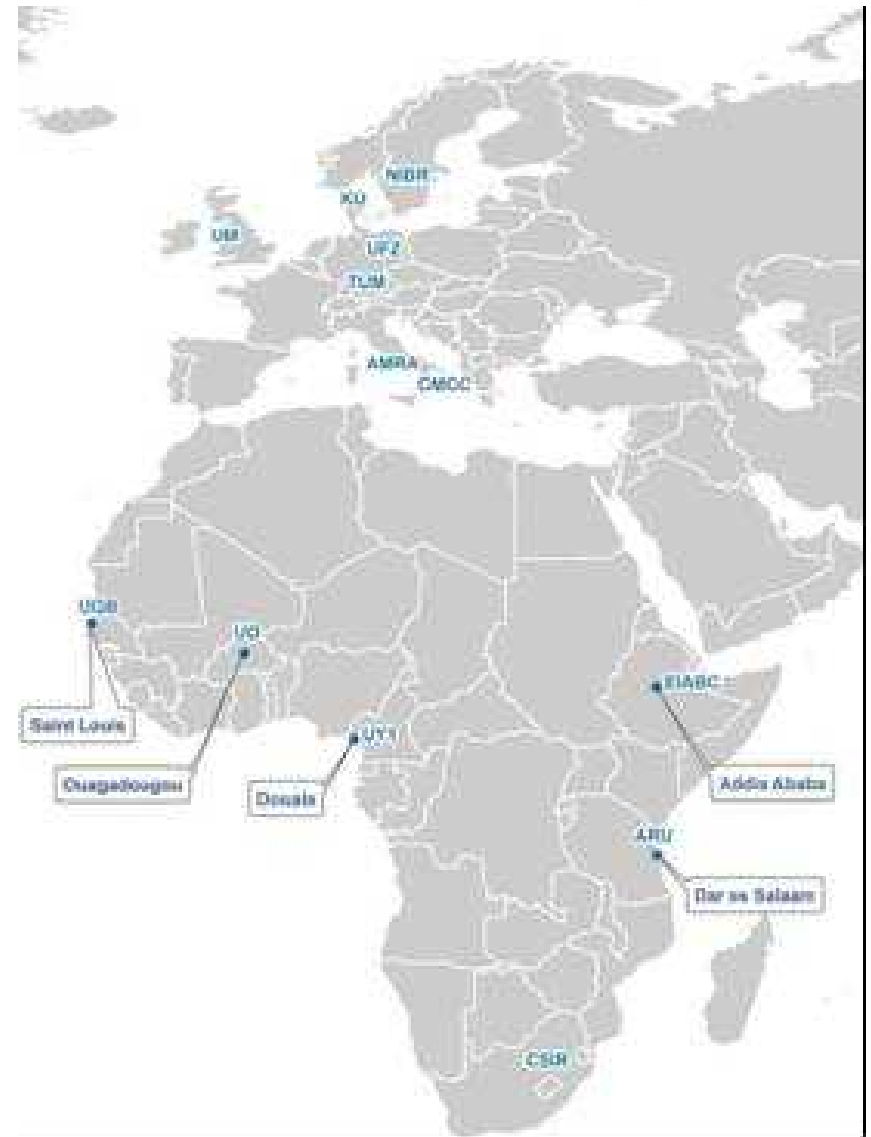 NIBR
KU
UM
UFZ
TUM
AMRA
CMCC
UGB
UO
EIABC
Saint Louis
UY1
Ouagadougou
Douala
Addis Ababa
ARU
Dar es Salaam
CSIR